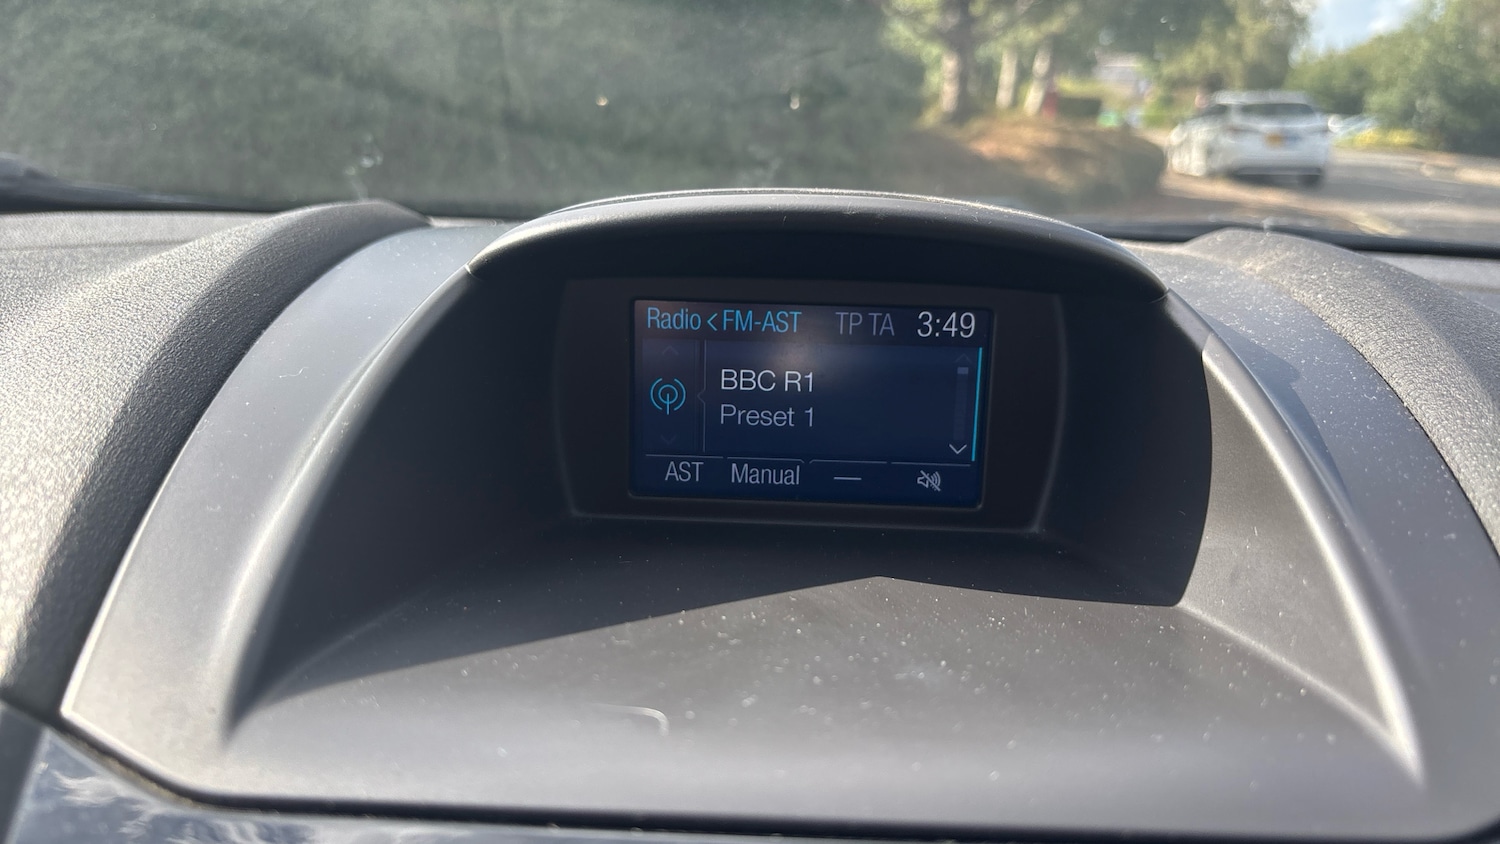 Radio < FM-AST TP TA 3:49
BBC R1
Preset 1
AST Manual —